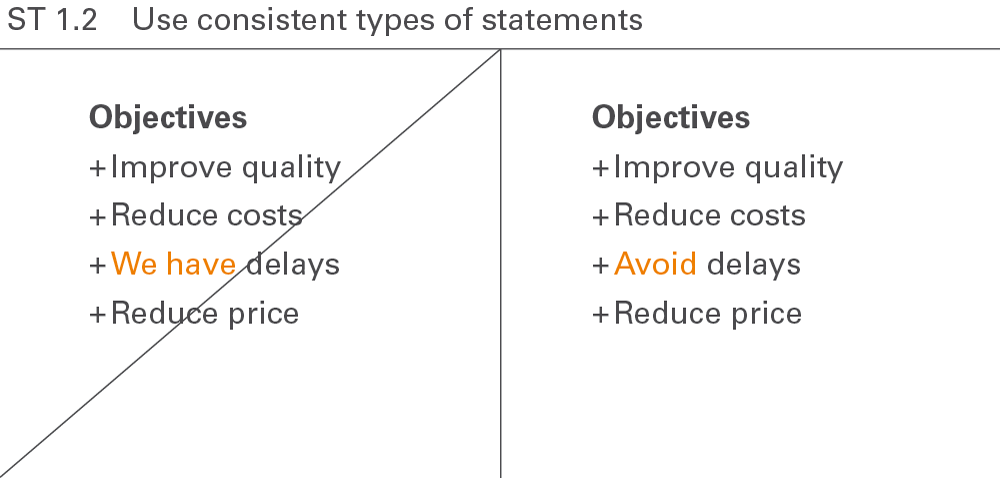 ST 1.2 Use consistent types of statements
Objectives
+Improve quality
+Reduce costs
+We have delays
+Reduce price
Objectives
+Improve quality
+Reduce costs
+Avoid delays
+Reduce price